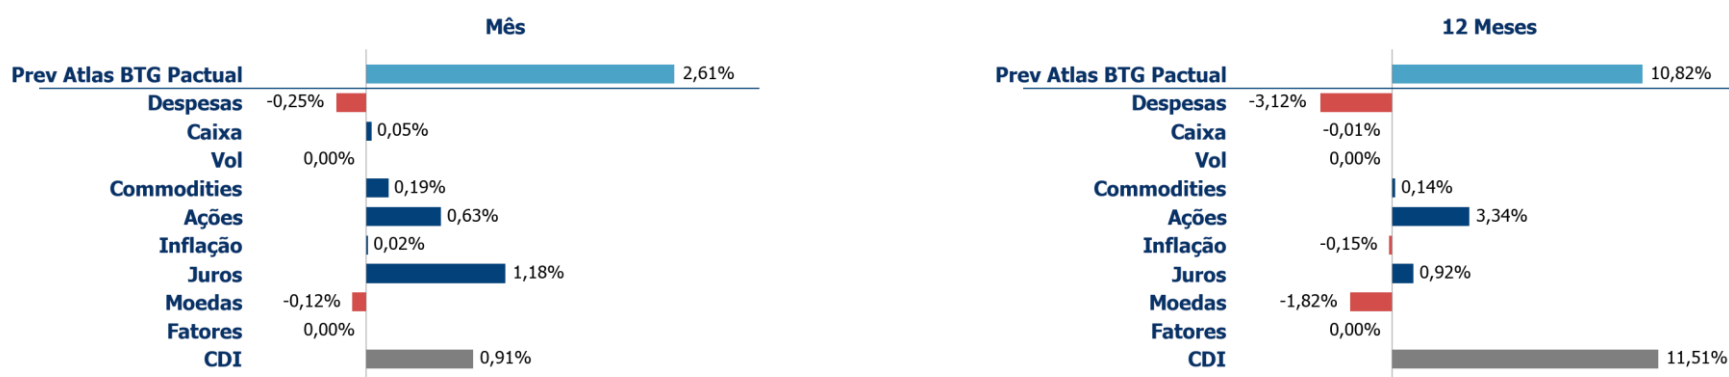 Mês
Prev Atlas BTG Pactual 2,61%
Despesas -0,25%
Caixa 0,05%
Vol 0,00%
Commodities 0,19%
Ações 0,63%
Inflação 0,02%
Juros 1,18%
Moedas -0,12%
Fatores 0,00%
CDI 0,91%
12 Meses
Prev Atlas BTG Pactual 10,82%
Despesas -3,12%
Caixa -0,01%
Vol 0,00%
Commodities 0,14%
Ações 3,34%
Inflação -0,15%
Juros 0,92%
Moedas -1,82%
Fatores 0,00%
CDI 11,51%